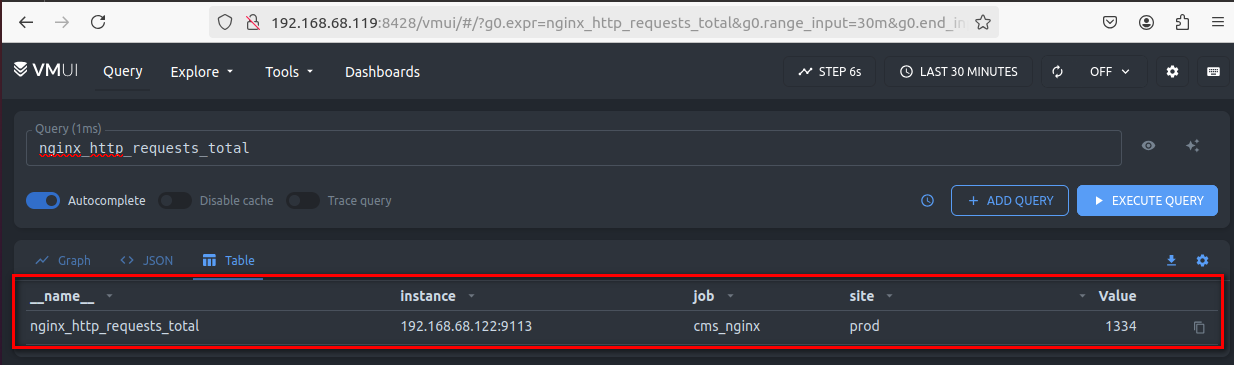 192.168.68.119:8428/vmui/#/?g0.expr=nginx_http_requests_total&g0.range_input=30m&g0.end_in
VMUI Query Explore Tools Dashboards STEP 6s LAST 30 MINUTES OFF
Query (1ms)
nginx_http_requests_total
Autocomplete Disable cache Trace query ADD QUERY EXECUTE QUERY
Graph JSON Table
__name__ instance job site Value
nginx_http_requests_total 192.168.68.122:9113 cms_nginx prod 1334